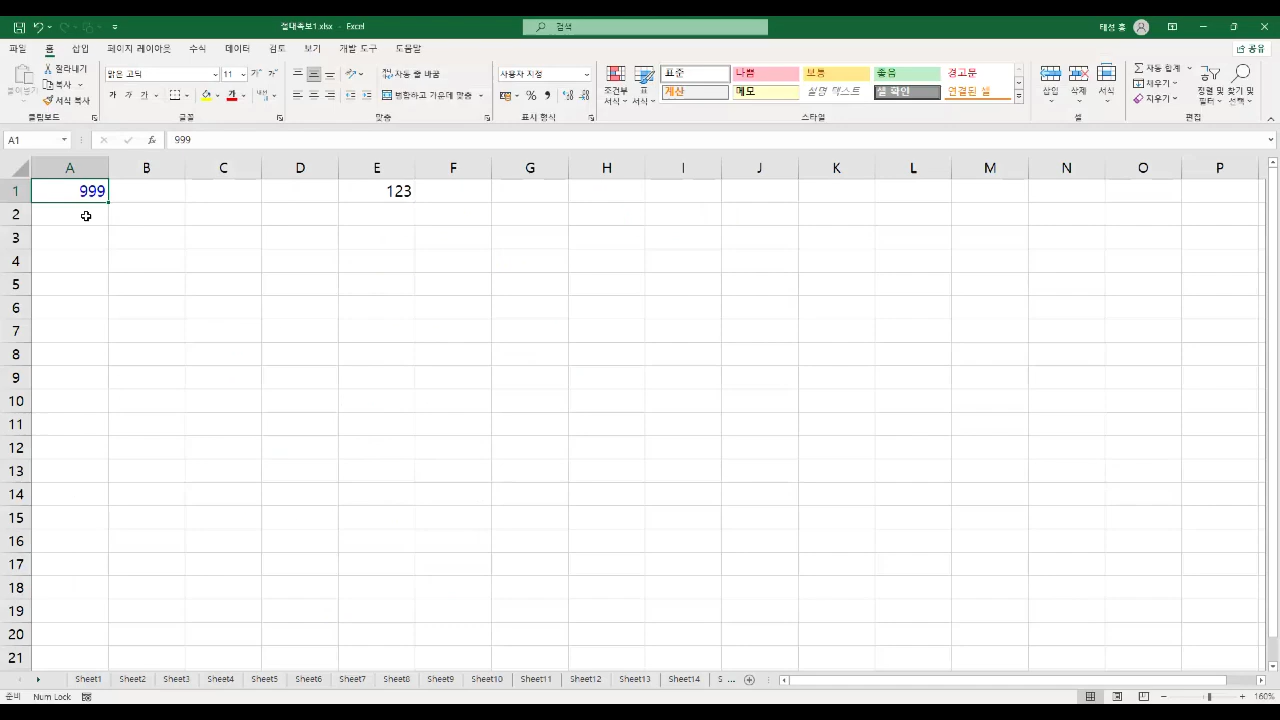 절대속보1.xlsx - Excel
검색
태성 홍
파일 홈 삽입 페이지 레이아웃 수식 데이터 검토 보기 개발 도구 도움말
공유
붙여넣기
잘라내기
복사
서식 복사
클립보드
맑은 고딕 11
가 가 가
글꼴
자동 줄 바꿈
병합하고 가운데 맞춤
맞춤
사용자 지정
표시 형식
조건부 서식
표 서식
표준 나쁨 보통 좋음 경고문
계산 메모 설명 텍스트 셀 확인 연결된 셀
스타일
삽입 삭제 서식
셀
자동 합계
채우기
지우기
정렬 및 필터
찾기 및 선택
편집
A1 fx 999
A B C D E F G H I J K L M N O P
1 999 123
2
3
4
5
6
7
8
9
10
11
12
13
14
15
16
17
18
19
20
21
Sheet1 Sheet2 Sheet3 Sheet4 Sheet5 Sheet6 Sheet7 Sheet8 Sheet9 Sheet10 Sheet11 Sheet12 Sheet13 Sheet14 S ...
준비 Num Lock 160%